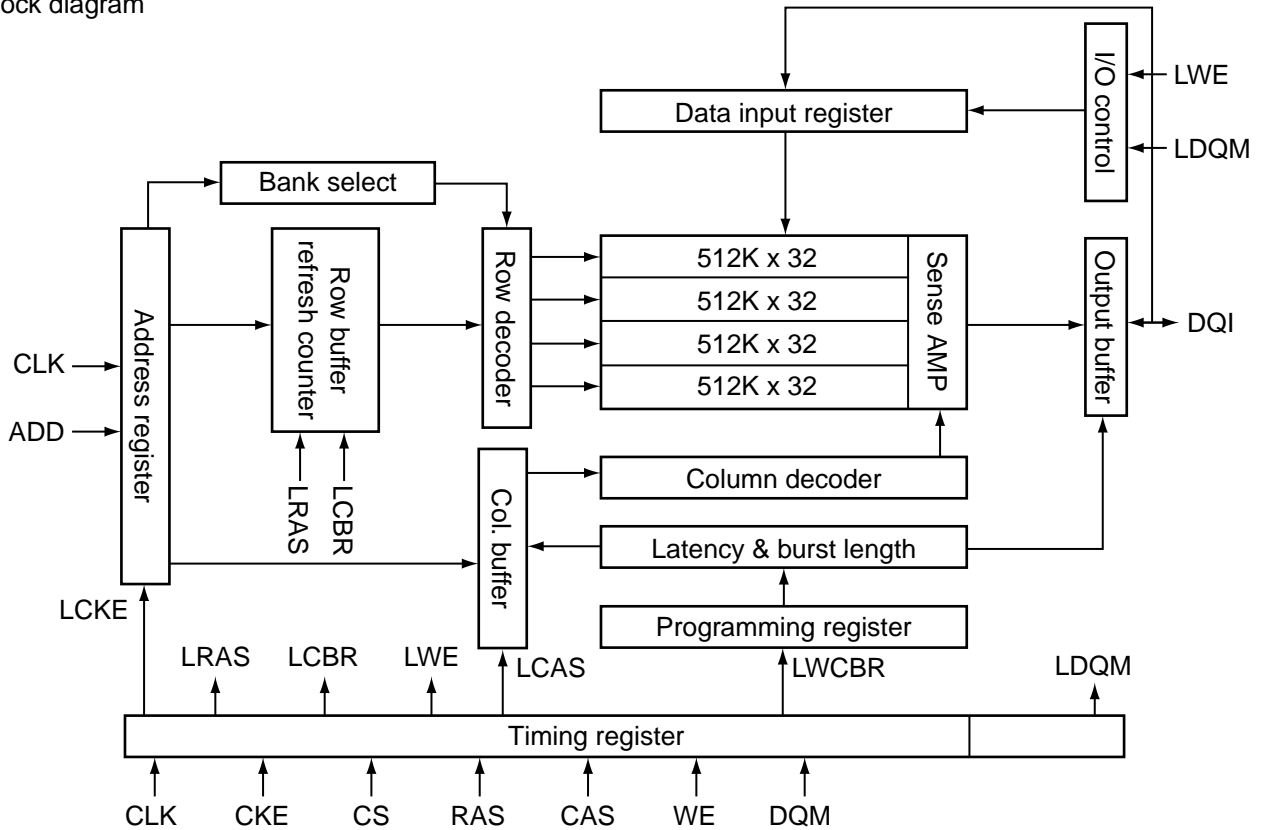 ock diagram
I/O control
LWE
LDQM
Data input register
Bank select
Address register
Row buffer
refresh counter
Row decoder
512K x 32
512K x 32
512K x 32
512K x 32
Sense AMP
Output buffer
DQI
CLK
ADD
LRAS
LCBR
Col. buffer
Column decoder
Latency & burst length
Programming register
LCKE
LRAS
LCBR
LWE
LCAS
LWCBR
LDQM
Timing register
CLK
CKE
CS
RAS
CAS
WE
DQM